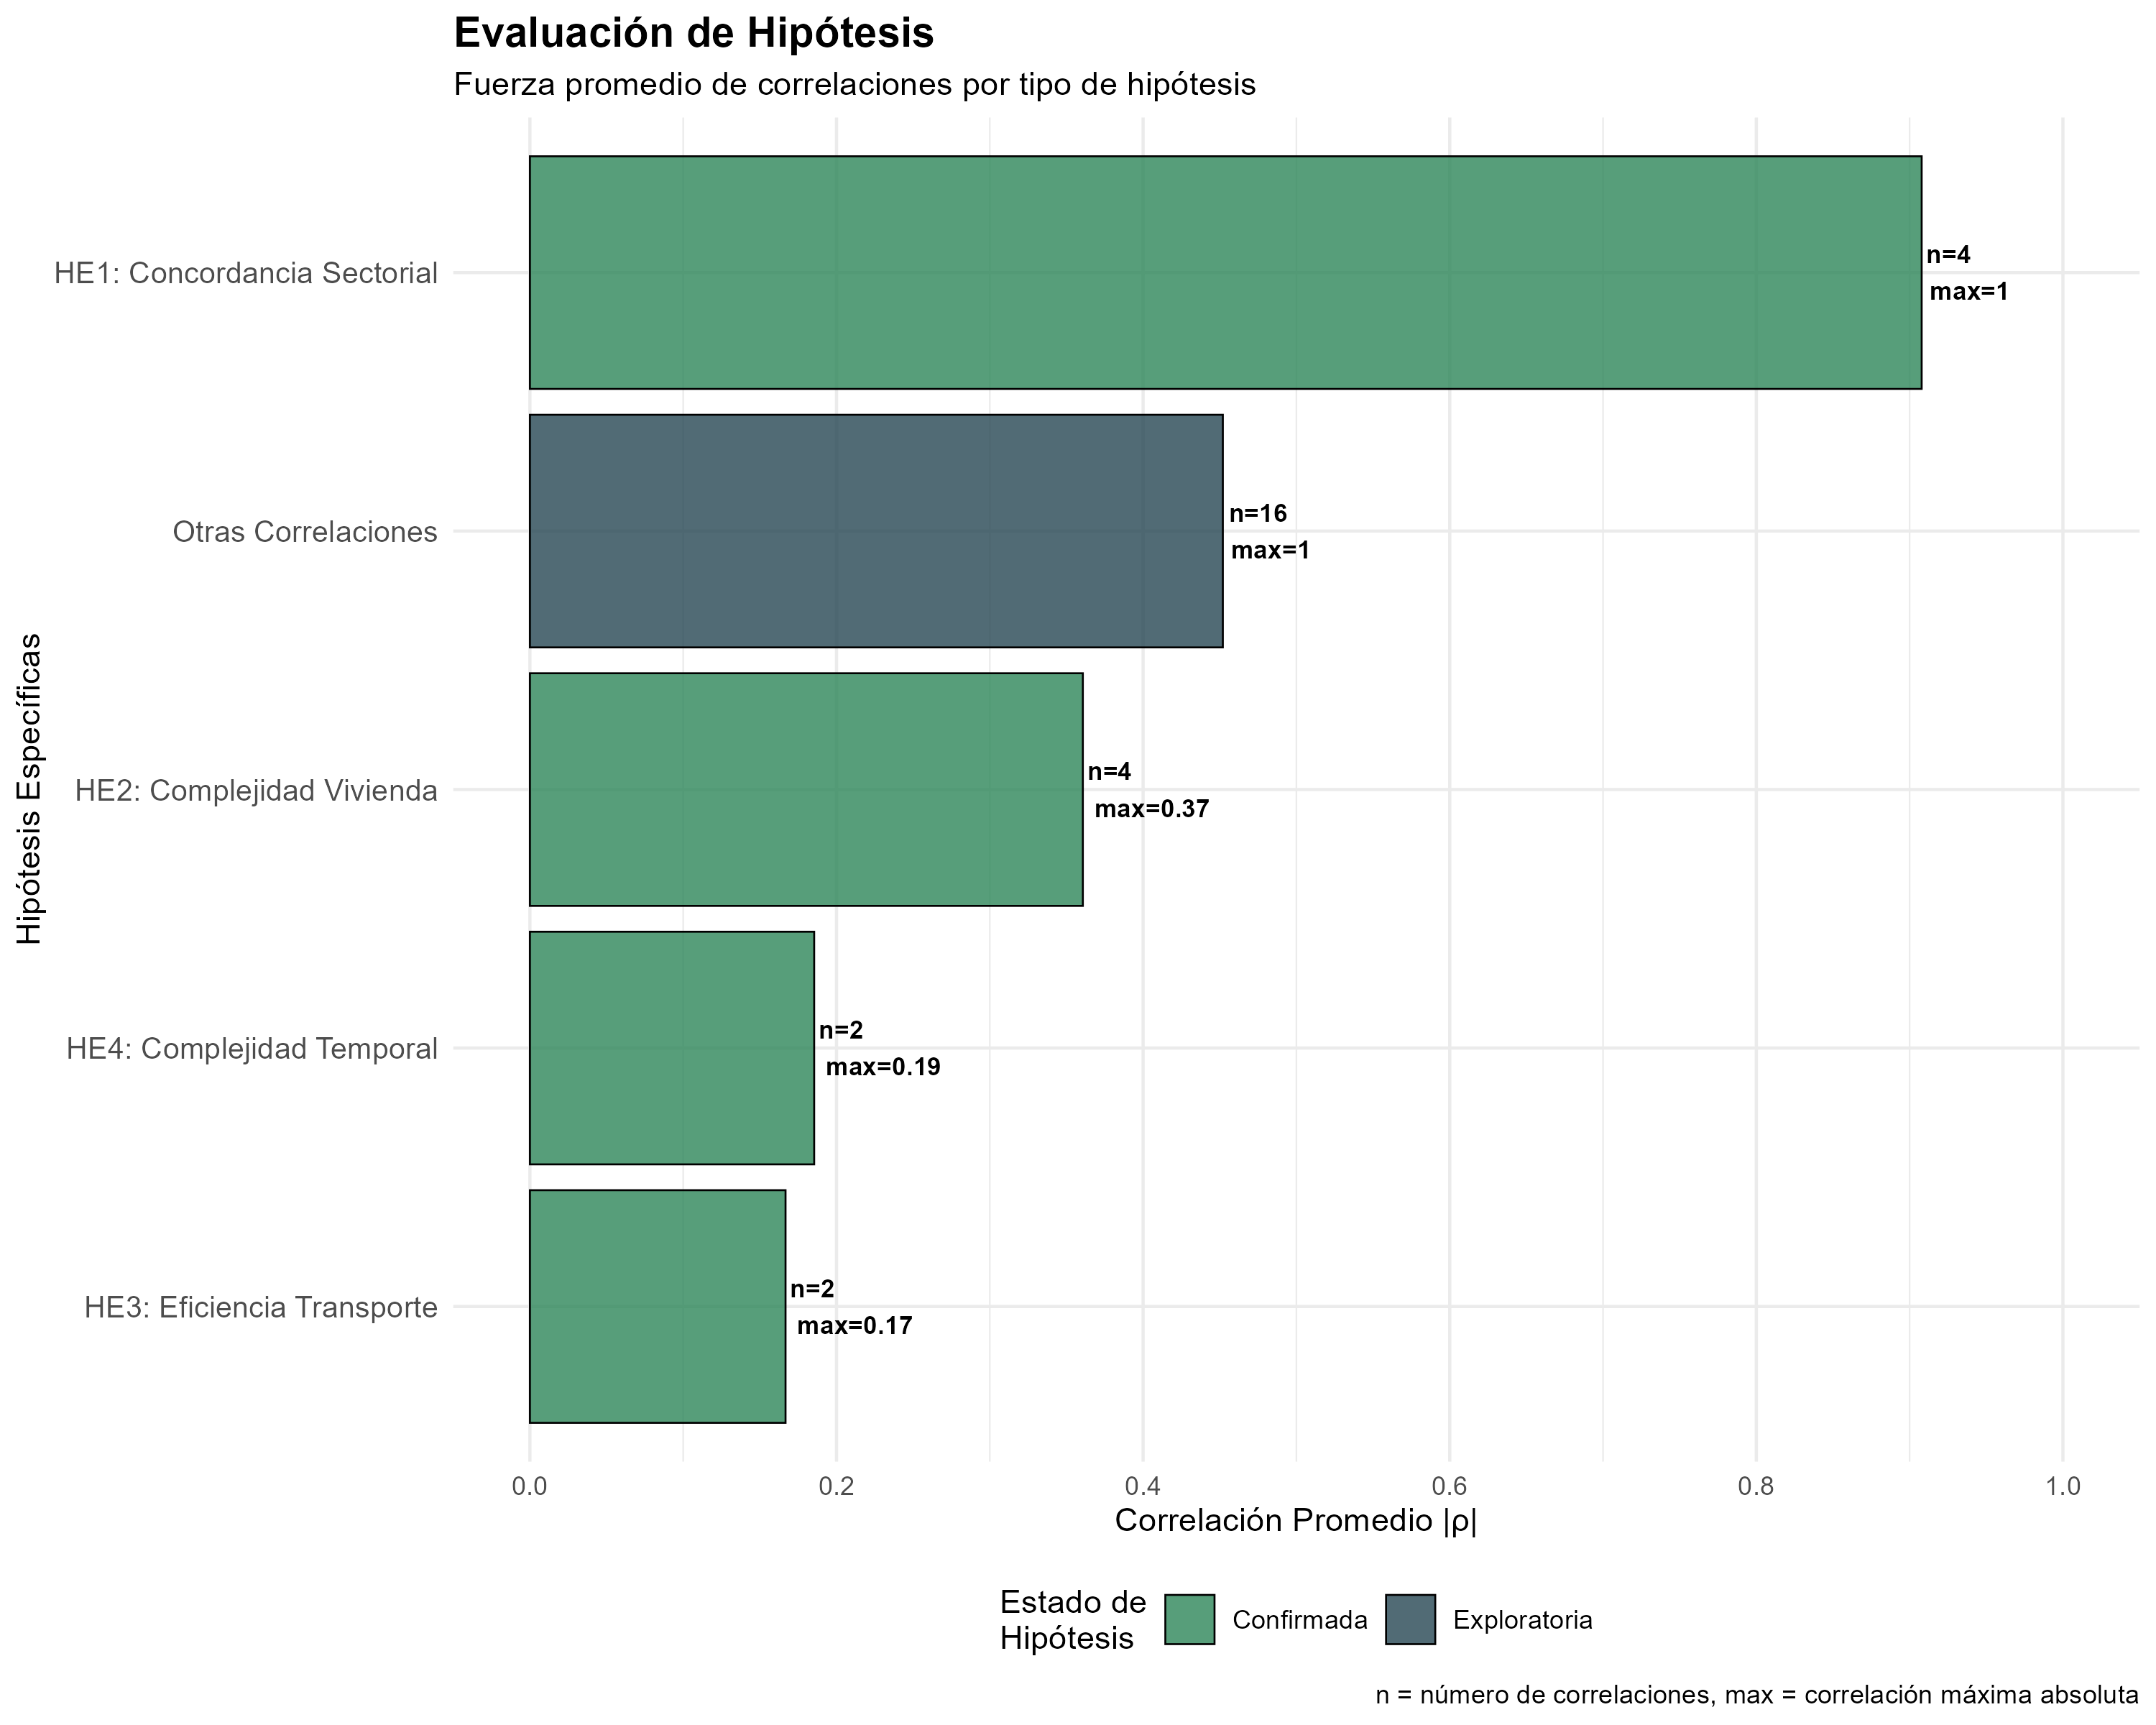 Evaluación de Hipótesis
Fuerza promedio de correlaciones por tipo de hipótesis
Hipótesis Específicas
HE1: Concordancia Sectorial
n=4
max=1
Otras Correlaciones
n=16
max=1
HE2: Complejidad Vivienda
n=4
max=0.37
HE4: Complejidad Temporal
n=2
max=0.19
HE3: Eficiencia Transporte
n=2
max=0.17
0.0 0.2 0.4 0.6 0.8 1.0
Correlación Promedio |ρ|
Estado de
Hipótesis
Confirmada
Exploratoria
n = número de correlaciones, max = correlación máxima absoluta